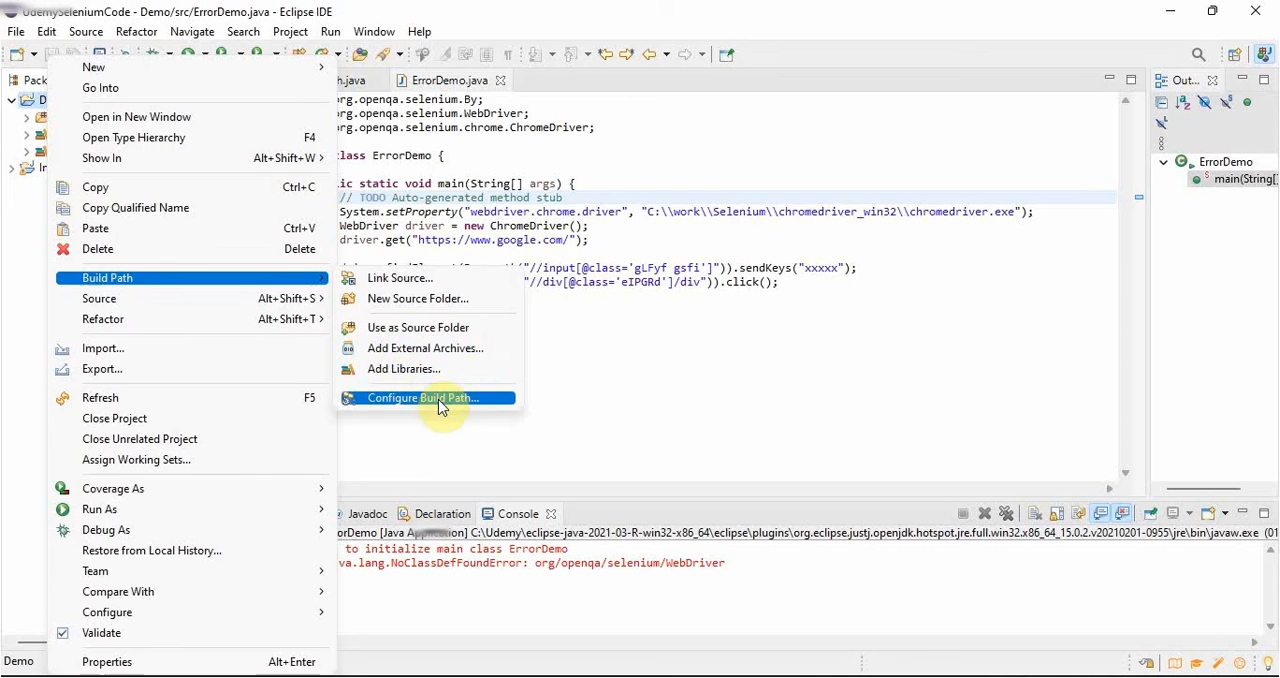 UdemySeleniumCode - Demo/src/ErrorDemo.java - Eclipse IDE
File Edit Source Refactor Navigate Search Project Run Window Help
Pack
h.java
ErrorDemo.java
Out...
New
Go Into
Open in New Window
Open Type Hierarchy F4
Show In Alt+Shift+W
Copy Ctrl+C
Copy Qualified Name
Paste Ctrl+V
Delete Delete
Build Path
Source Alt+Shift+S
Refactor Alt+Shift+T
Import...
Export...
Refresh F5
Close Project
Close Unrelated Project
Assign Working Sets...
Coverage As
Run As
Debug As
Restore from Local History...
Team
Compare With
Configure
Validate
Properties Alt+Enter
Link Source...
New Source Folder...
Use as Source Folder
Add External Archives...
Add Libraries...
Configure Build Path...
rg.openqa.selenium.By;
rg.openqa.selenium.WebDriver;
rg.openqa.selenium.chrome.ChromeDriver;
lass ErrorDemo {
ic static void main(String[] args) {
// TODO Auto-generated method stub
System.setProperty("webdriver.chrome.driver", "C:\\work\\Selenium\\chromedriver_win32\\chromedriver.exe");
WebDriver driver = new ChromeDriver();
driver.get("https://www.google.com/");
"//input[@class='gLFyf gsfi']")).sendKeys("xxxxx");
"//div[@class='eIPGRd']/div")).click();
ErrorDemo
main(String[]
Javadoc Declaration Console
rorDemo [Java Application] C:\Udemy\eclipse-java-2021-03-R-win32-x86_64\eclipse\plugins\org.eclipse.justj.openjdk.hotspot.jre.full.win32.x86_64_15.0.2.v20210201-0955\jre\bin\javaw.exe (01
to initialize main class ErrorDemo
va.lang.NoClassDefFoundError: org/openqa/selenium/WebDriver
Demo